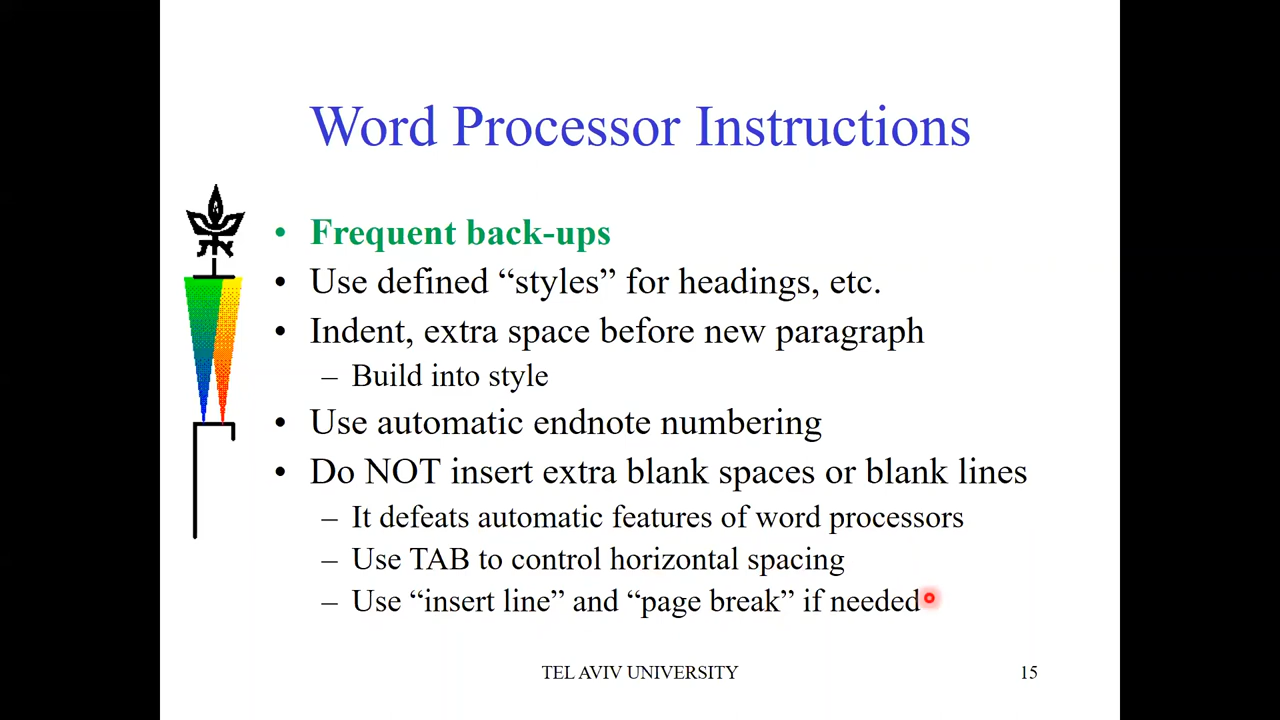 Word Processor Instructions
• Frequent back-ups
• Use defined “styles” for headings, etc.
• Indent, extra space before new paragraph
– Build into style
• Use automatic endnote numbering
• Do NOT insert extra blank spaces or blank lines
– It defeats automatic features of word processors
– Use TAB to control horizontal spacing
– Use “insert line” and “page break” if needed
TEL AVIV UNIVERSITY
15